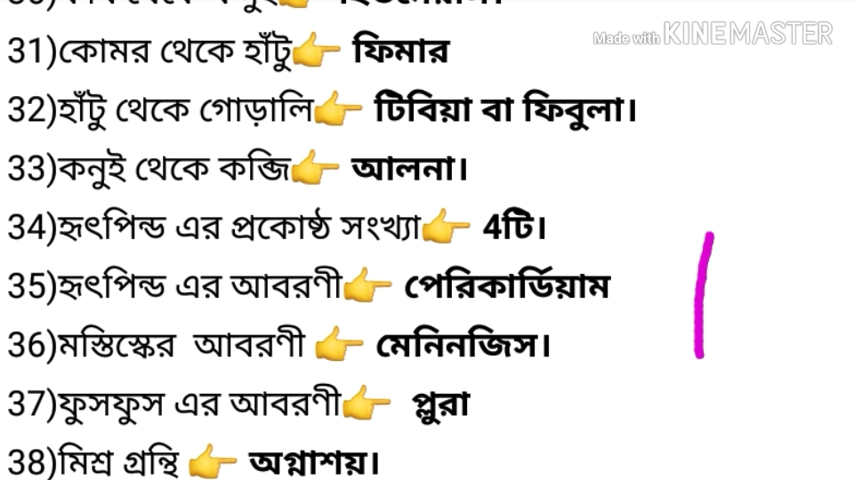 Made with KINEMASTER
31)কোমর থেকে হাঁটু👉 ফিমার
32)হাঁটু থেকে গোড়ালি👉 টিবিয়া বা ফিবুলা।
33)কনুই থেকে কব্জি👉 আলনা।
34)হৃৎপিন্ড এর প্রকোষ্ঠ সংখ্যা👉 4টি।
35)হৃৎপিন্ড এর আবরণী👉 পেরিকার্ডিয়াম
36)মস্তিস্কের আবরণী 👉 মেনিনজিস।
37)ফুসফুস এর আবরণী👉 প্লুরা
38)মিশ্র গ্রন্থি 👉 অগ্নাশয়।